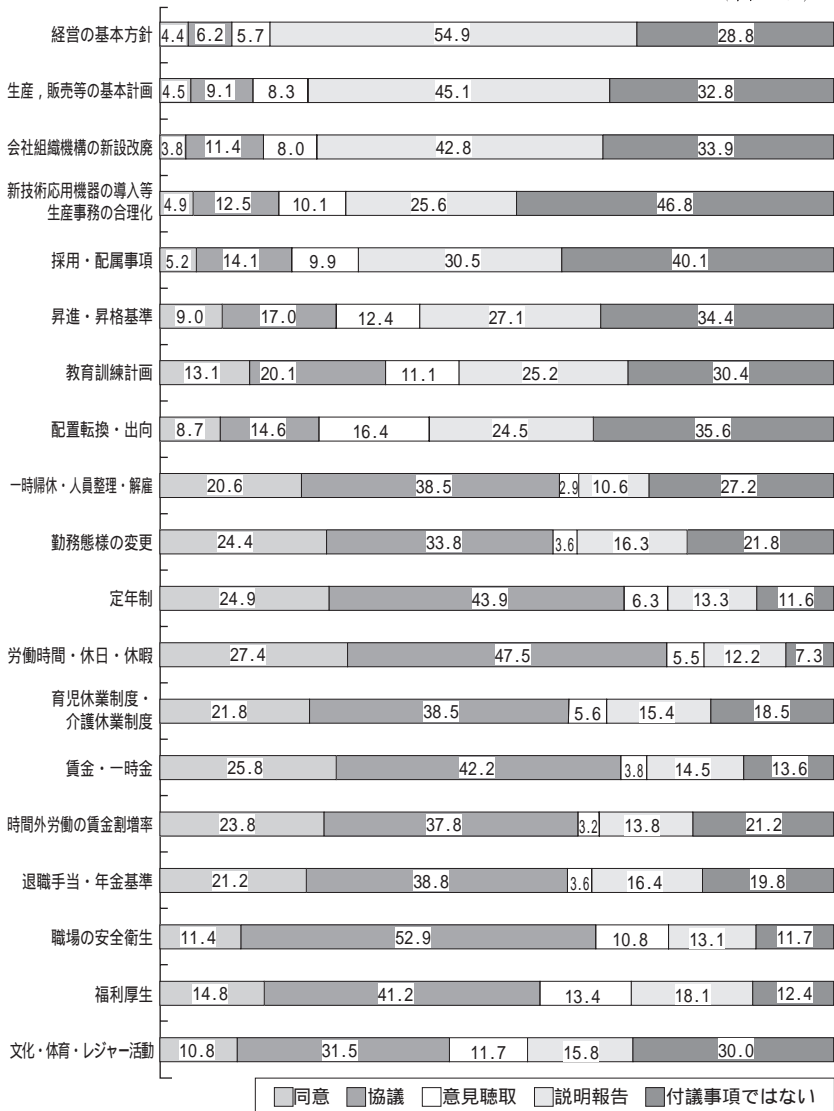 経営の基本方針 4.4 6.2 5.7 54.9 28.8
生産，販売等の基本計画 4.5 9.1 8.3 45.1 32.8
会社組織機構の新設改廃 3.8 11.4 8.0 42.8 33.9
新技術応用機器の導入等
生産事務の合理化 4.9 12.5 10.1 25.6 46.8
採用・配属事項 5.2 14.1 9.9 30.5 40.1
昇進・昇格基準 9.0 17.0 12.4 27.1 34.4
教育訓練計画 13.1 20.1 11.1 25.2 30.4
配置転換・出向 8.7 14.6 16.4 24.5 35.6
一時帰休・人員整理・解雇 20.6 38.5 2.9 10.6 27.2
勤務態様の変更 24.4 33.8 3.6 16.3 21.8
定年制 24.9 43.9 6.3 13.3 11.6
労働時間・休日・休暇 27.4 47.5 5.5 12.2 7.3
育児休業制度・
介護休業制度 21.8 38.5 5.6 15.4 18.5
賃金・一時金 25.8 42.2 3.8 14.5 13.6
時間外労働の賃金割増率 23.8 37.8 3.2 13.8 21.2
退職手当・年金基準 21.2 38.8 3.6 16.4 19.8
職場の安全衛生 11.4 52.9 10.8 13.1 11.7
福利厚生 14.8 41.2 13.4 18.1 12.4
文化・体育・レジャー活動 10.8 31.5 11.7 15.8 30.0
同意 協議 意見聴取 説明報告 付議事項ではない